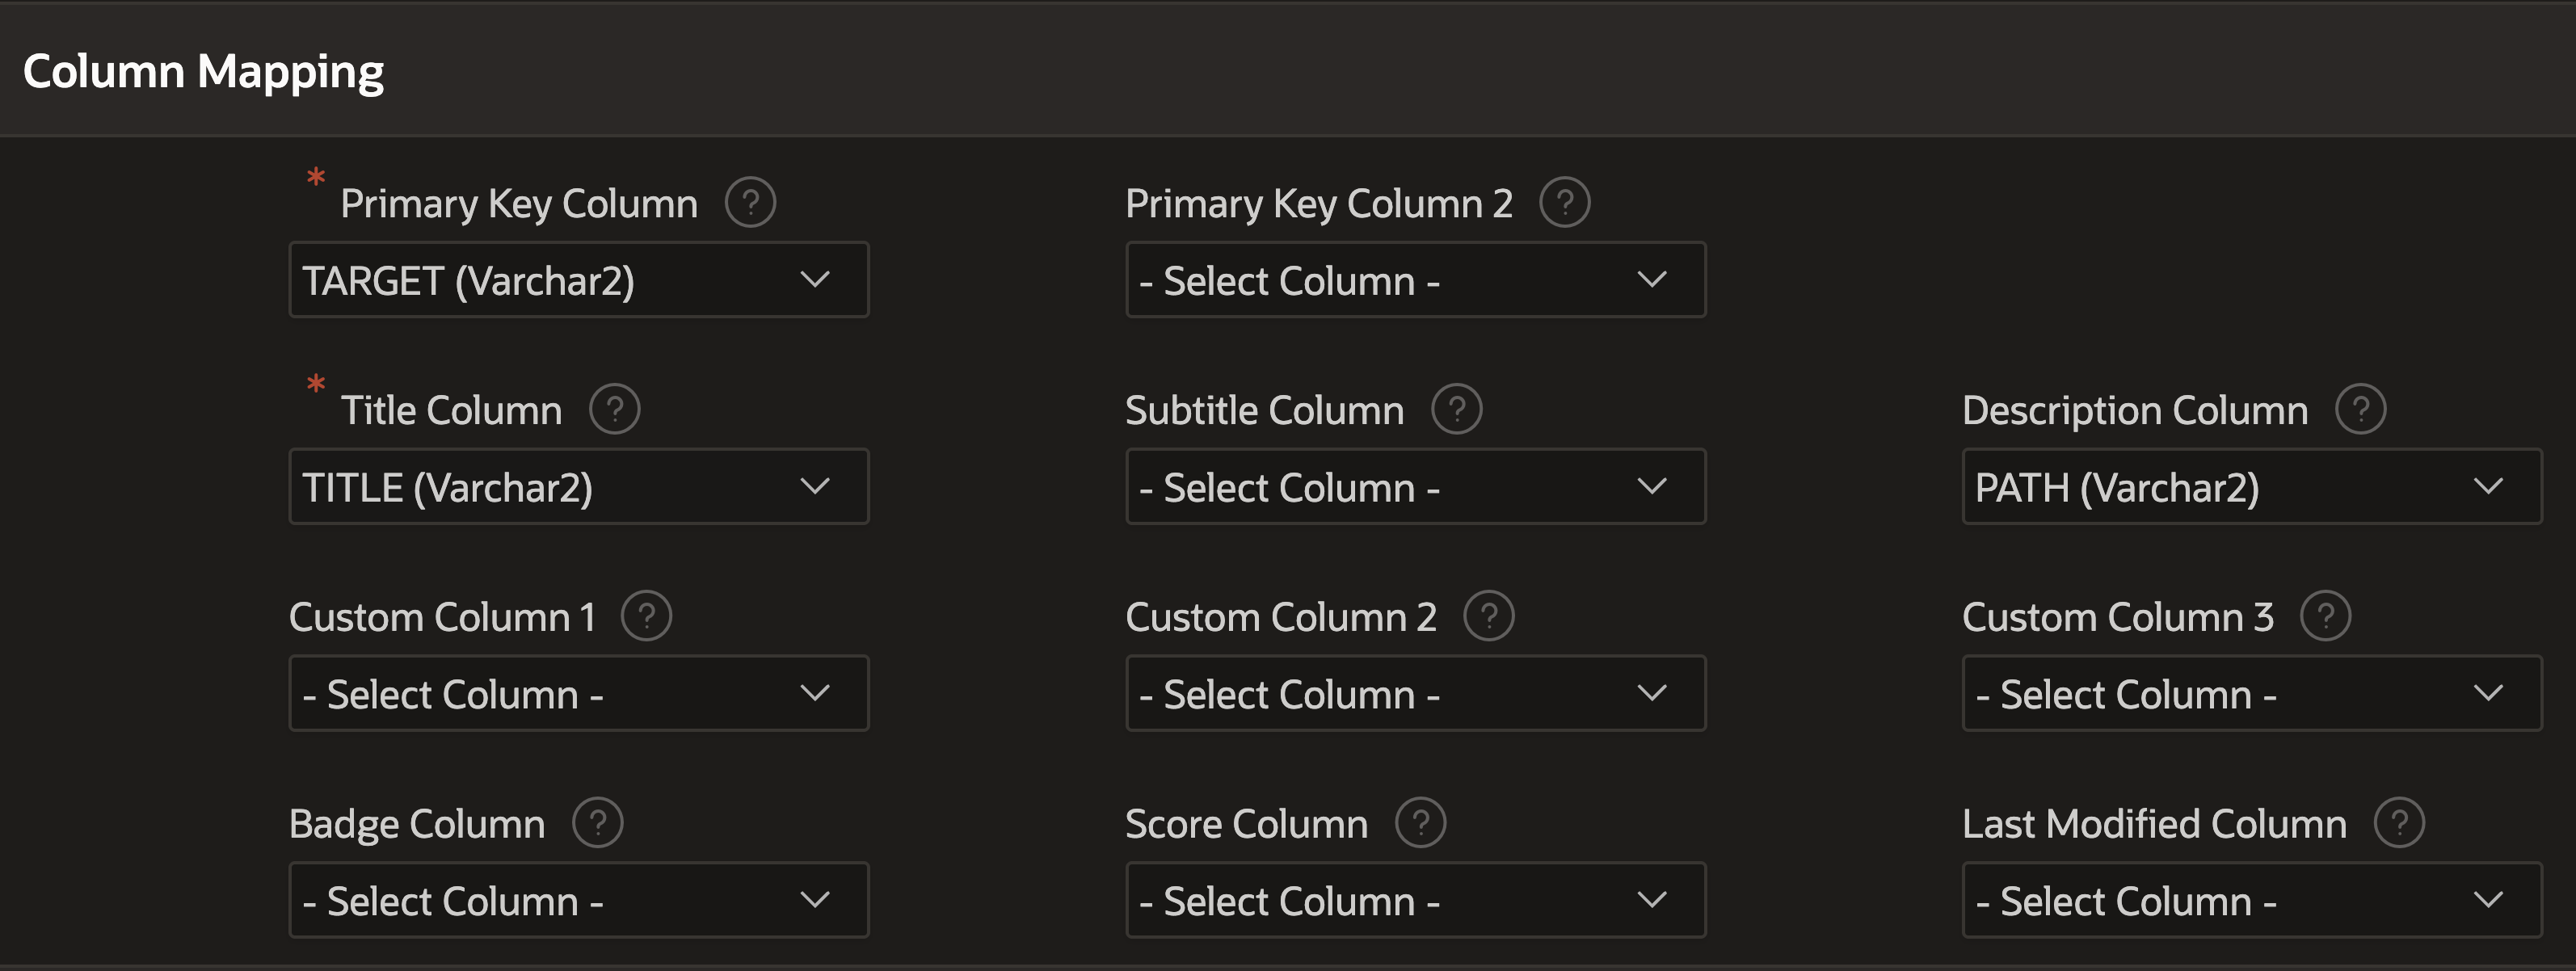 Column Mapping
* Primary Key Column ?
Primary Key Column 2 ?
TARGET (Varchar2)
- Select Column -
* Title Column ?
Subtitle Column ?
Description Column ?
TITLE (Varchar2)
- Select Column -
PATH (Varchar2)
Custom Column 1 ?
Custom Column 2 ?
Custom Column 3 ?
- Select Column -
- Select Column -
- Select Column -
Badge Column ?
Score Column ?
Last Modified Column ?
- Select Column -
- Select Column -
- Select Column -